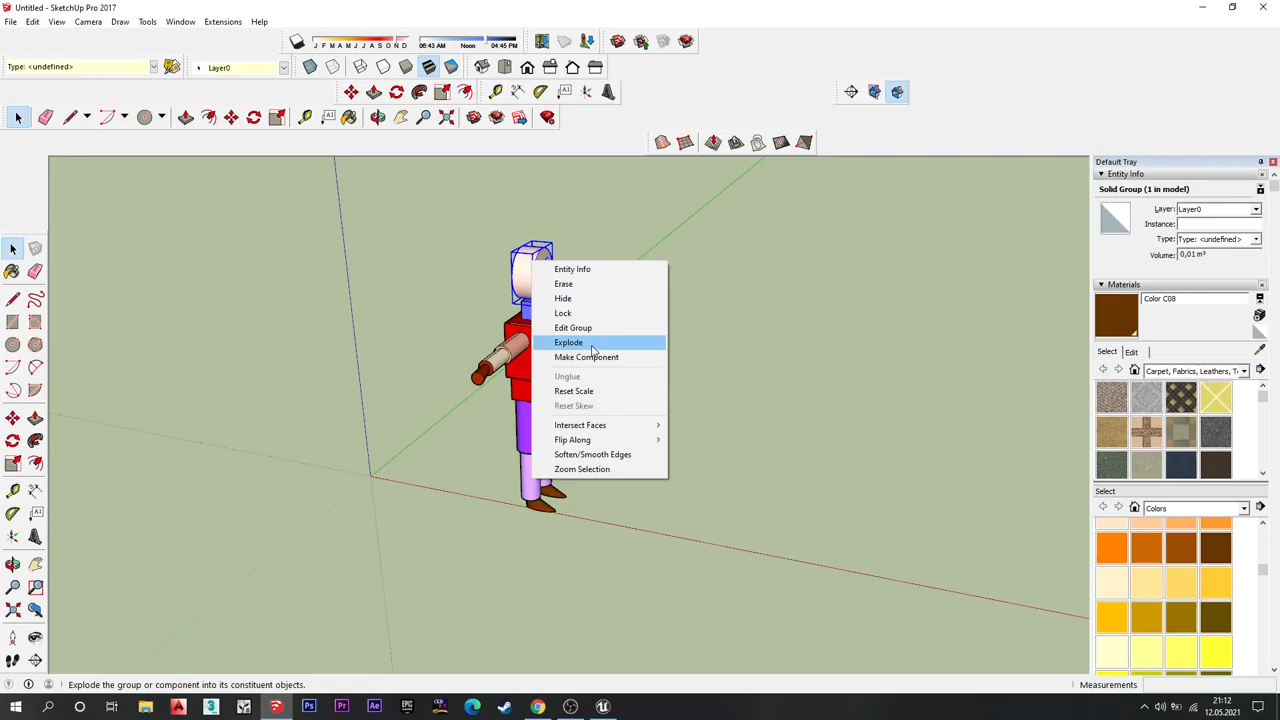 Untitled - SketchUp Pro 2017
File Edit View Camera Draw Tools Window Extensions Help
J F M A M J J A S O N D 06:43 AM Noon 04:45 PM
Type: <undefined> Layer0
Default Tray
Entity Info
Solid Group (1 in model)
Layer: Layer0
Instance:
Type: Type: <undefined>
Volume: 0,01 m³
Entity Info
Erase
Hide
Lock
Edit Group
Explode
Make Component
Unglue
Reset Scale
Reset Skew
Intersect Faces
Flip Along
Soften/Smooth Edges
Zoom Selection
Materials
Color C08
Select Edit
Carpet, Fabrics, Leathers, T
Select
Colors
Explode the group or component into its constituent objects.
Measurements
21:12
12.05.2021